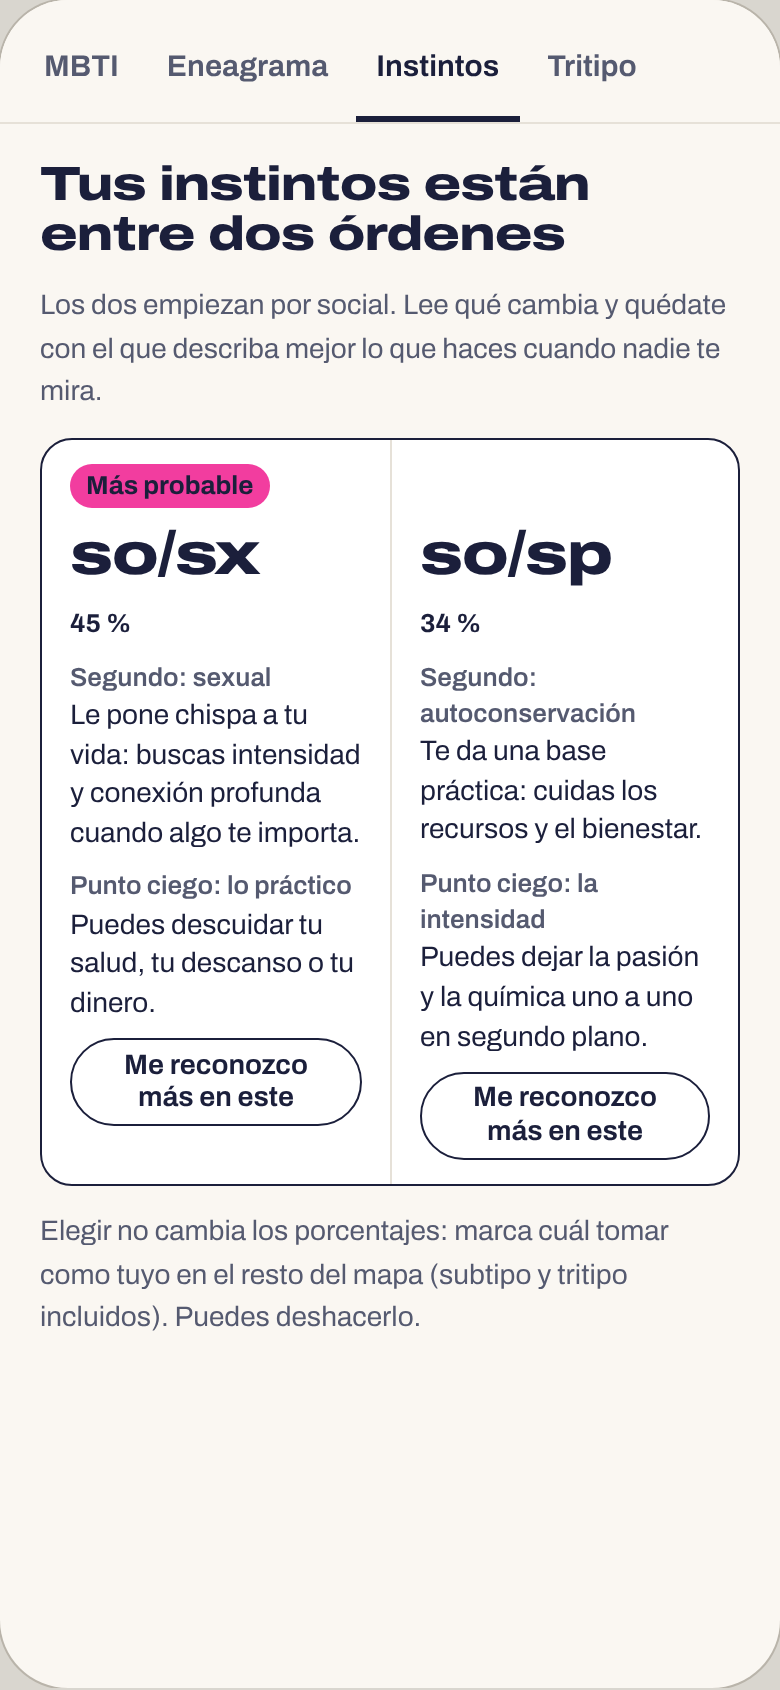 MBTI Eneagrama Instintos Tritipo
Tus instintos están
entre dos órdenes
Los dos empiezan por social. Lee qué cambia y quédate
con el que describa mejor lo que haces cuando nadie te
mira.
Más probable
so/sx
45 %
Segundo: sexual
Le pone chispa a tu
vida: buscas intensidad
y conexión profunda
cuando algo te importa.
Punto ciego: lo práctico
Puedes descuidar tu
salud, tu descanso o tu
dinero.
Me reconozco
más en este
so/sp
34 %
Segundo:
autoconservación
Te da una base
práctica: cuidas los
recursos y el bienestar.
Punto ciego: la
intensidad
Puedes dejar la pasión
y la química uno a uno
en segundo plano.
Me reconozco
más en este
Elegir no cambia los porcentajes: marca cuál tomar
como tuyo en el resto del mapa (subtipo y tritipo
incluidos). Puedes deshacerlo.